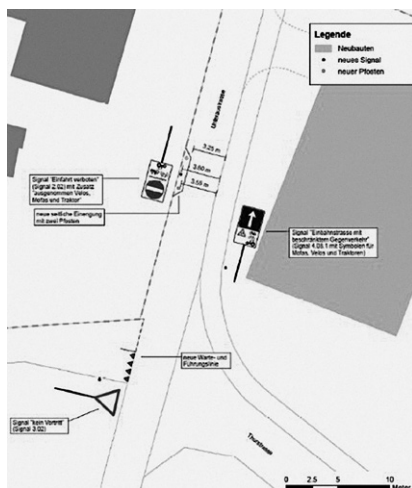 Legende
Neubauten
neues Signal
neuer Pfosten
3.25 m
3.60 m
3.55 m
Signal "Einfahrt verboten"
(Signal 2.02) mit Zusatz
"ausgenommen Velos,
Mofas und Traktor"
neue seitliche Einengung
mit zwei Pfosten
Signal "Einbahnstrasse mit
beschränktem Gegenverkehr"
(Signal 4.08.1 mit Symbolen für
Mofas, Velos und Traktoren)
neue Warte- und
Führungslinie
Signal "kein Vortritt"
(Signal 3.02)
0 2.5 5 10
Meter